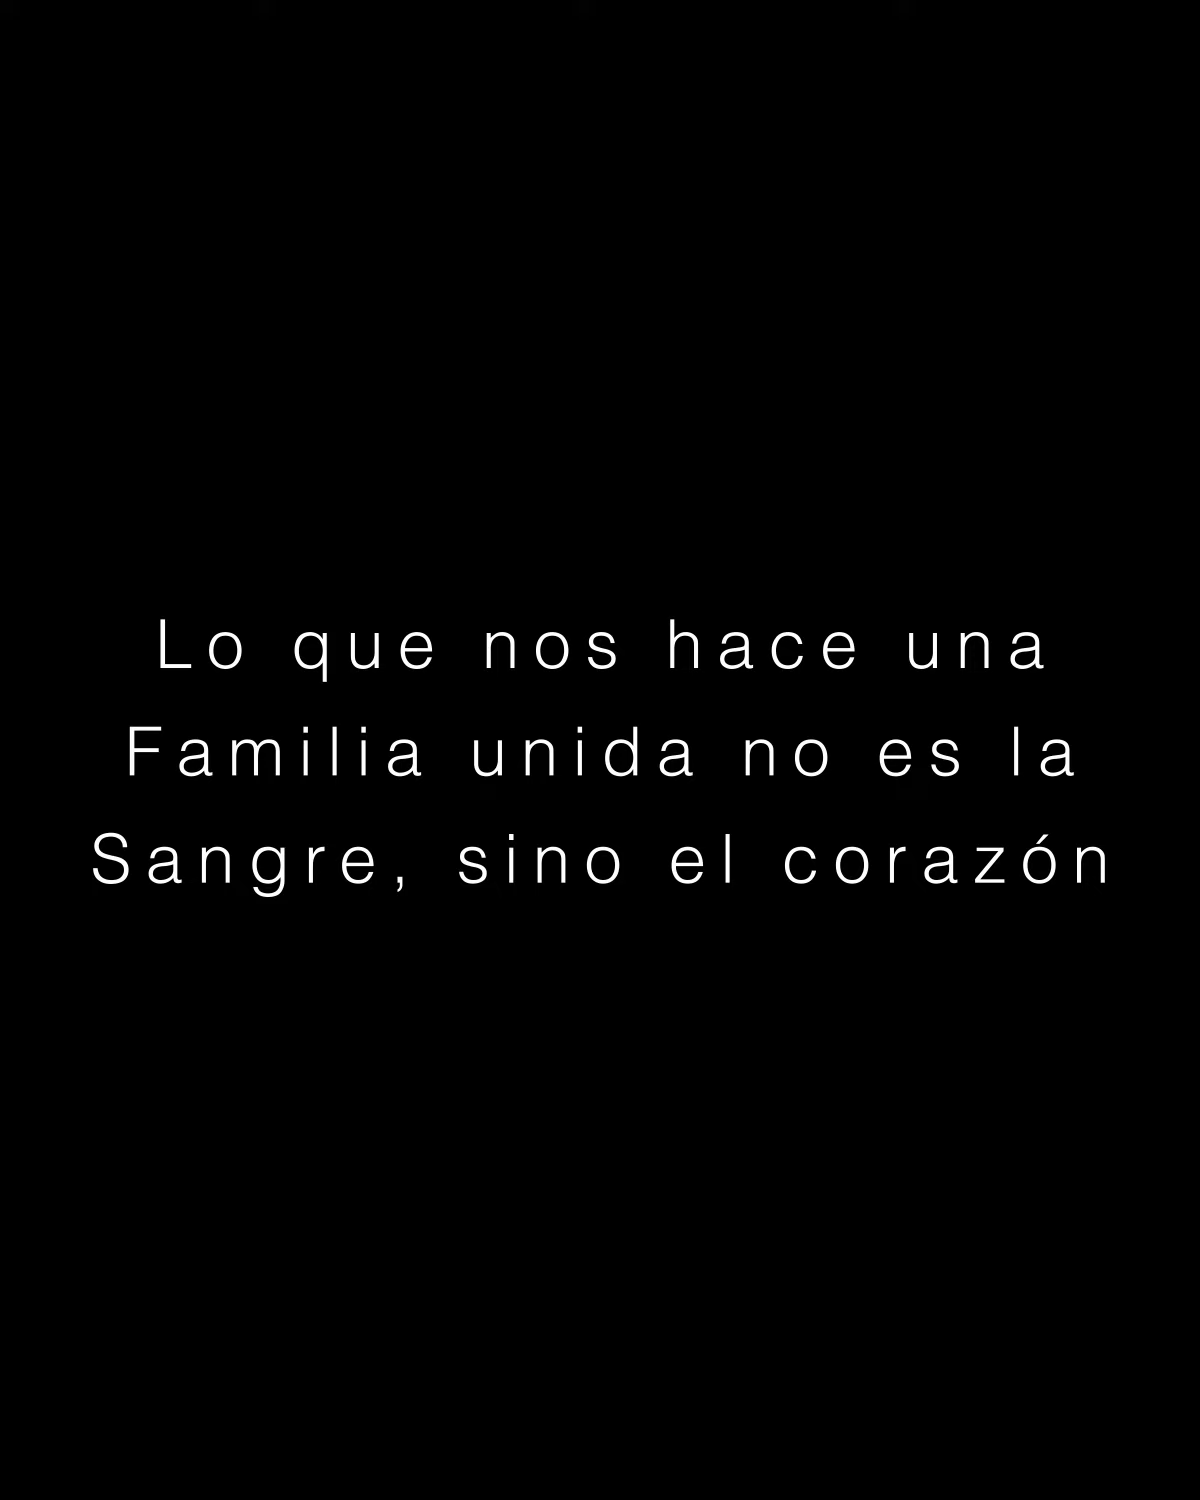 Lo que nos hace una
Familia unida no es la
Sangre, sino el corazón